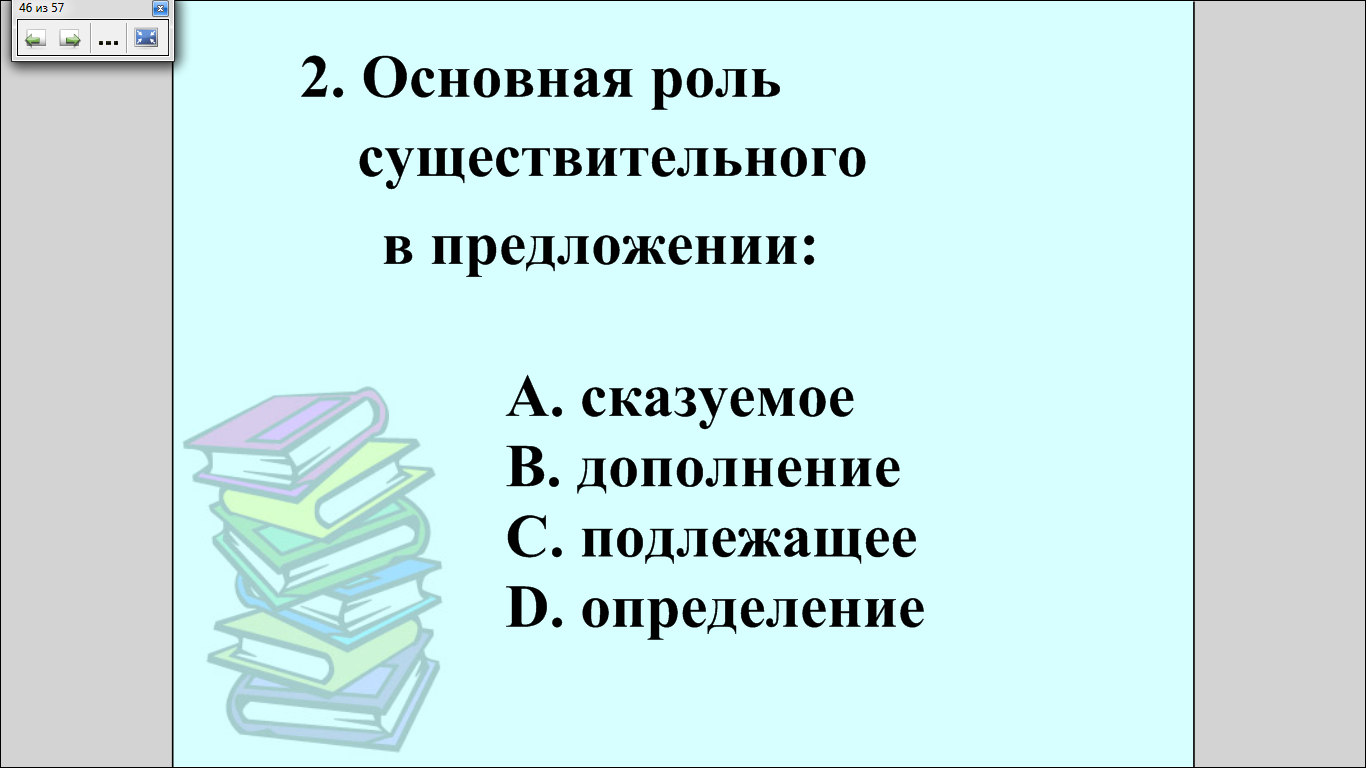 46 из 57
2. Основная роль
существительного
в предложении:
A. сказуемое
B. дополнение
C. подлежащее
D. определение